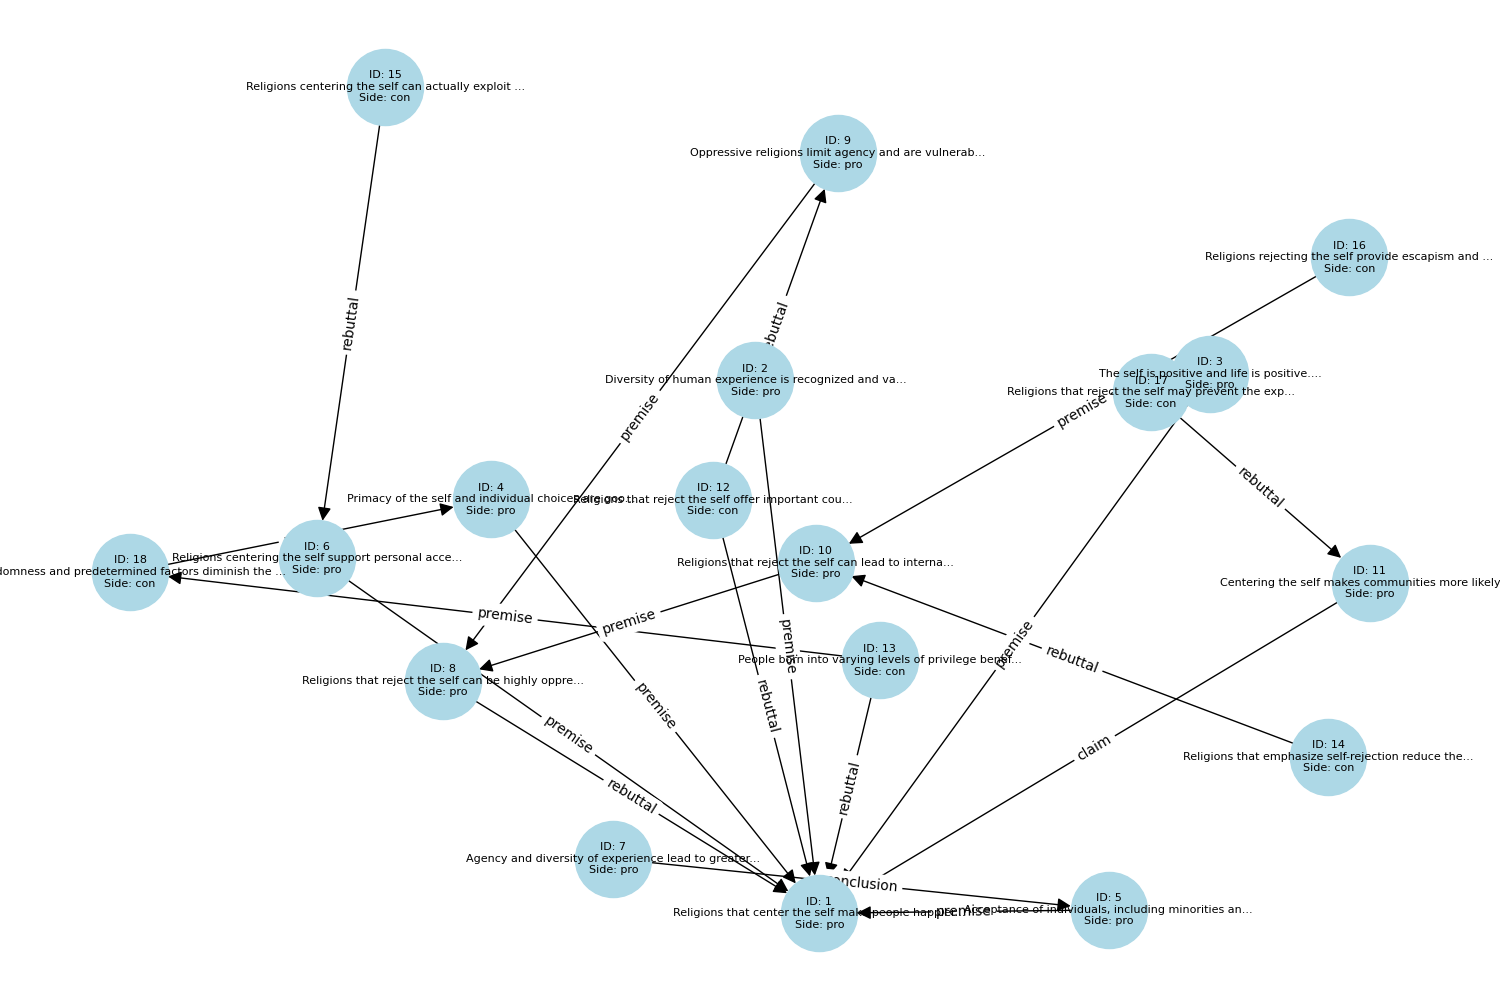 ID: 15
Religions centering the self can actually exploit ...
Side: con
ID: 9
Oppressive religions limit agency and are vulnerab...
Side: pro
ID: 16
Religions rejecting the self provide escapism and ...
Side: con
rebuttal
ID: 2
Diversity of human experience is recognized and va...
Side: pro
ID: 3
The self is positive and life is positive....
Side: pro
ID: 17
Religions that reject the self may prevent the exp...
Side: con
premise
premise
rebuttal
ID: 4
Primacy of the self and individual choices are goo...
Side: pro
ID: 12
Religions that reject the self offer important cou...
Side: con
ID: 18
and predetermined factors diminish the ...
Side: con
ID: 6
Religions centering the self support personal acce...
Side: pro
ID: 10
Religions that reject the self can lead to interna...
Side: pro
ID: 11
Centering the self makes communities more likely
Side: pro
premise
premise
premise
premise
rebuttal
ID: 13
People born into varying levels of privilege benef...
Side: con
ID: 8
Religions that reject the self can be highly oppre...
Side: pro
premise
rebuttal
premise
claim
ID: 14
Religions that emphasize self-rejection reduce the...
Side: con
rebuttal
rebuttal
ID: 7
Agency and diversity of experience lead to greater...
Side: pro
ID: 1
Religions that center the self make people happier
Side: pro
premise
ID: 5
Acceptance of individuals, including minorities an...
Side: pro